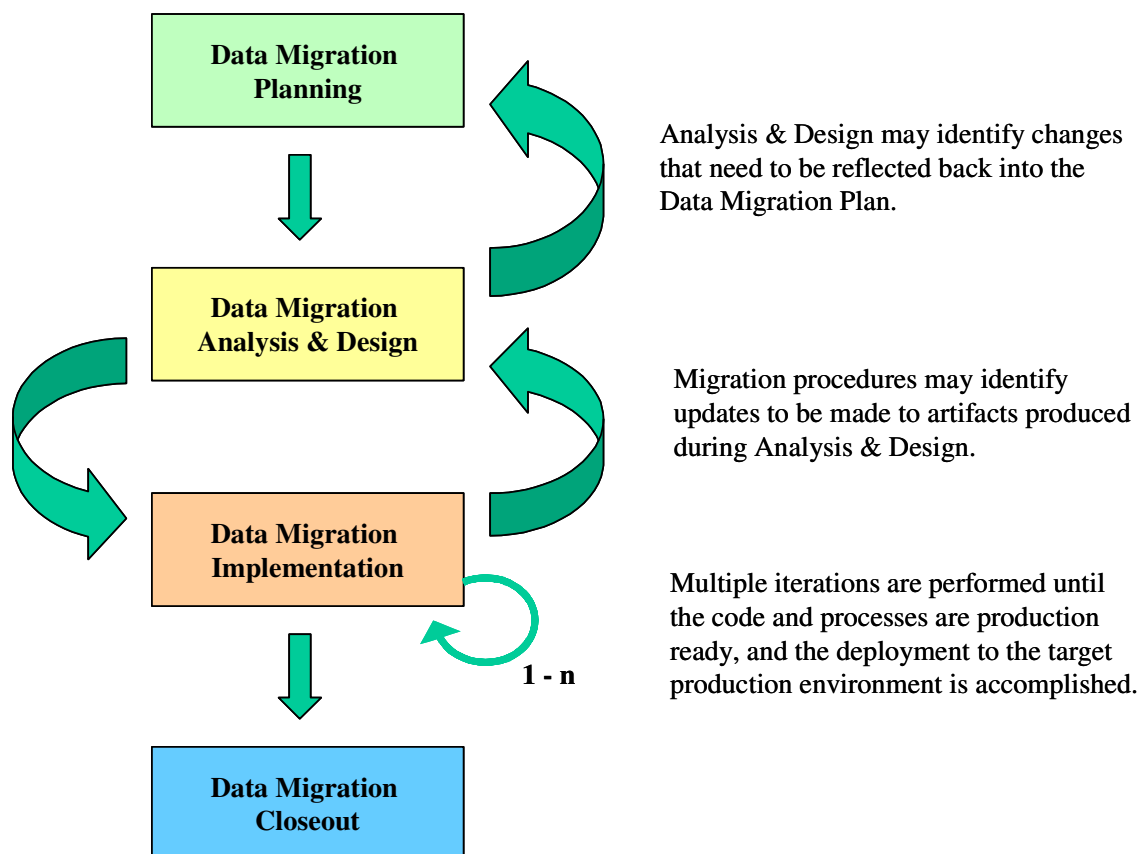 Data Migration
Planning
Analysis & Design may identify changes
that need to be reflected back into the
Data Migration Plan.
Data Migration
Analysis & Design
Migration procedures may identify
updates to be made to artifacts produced
during Analysis & Design.
Data Migration
Implementation
Multiple iterations are performed until
the code and processes are production
ready, and the deployment to the target
production environment is accomplished.
1 - n
Data Migration
Closeout